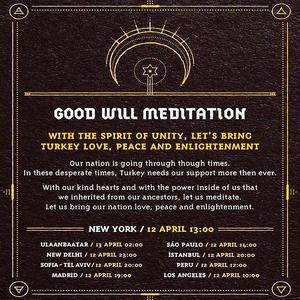 GOOD WILL MEDITATION
WITH THE SPIRIT OF UNITY, LET'S BRING
TURKEY LOVE, PEACE AND ENLIGHTENMENT
Our nation is going through though times.
In these desperate times, Turkey needs our support more then ever.
With our kind hearts and with the power inside of us that
we inherited from our ancestors, let us meditate.
Let us bring our nation love, peace and enlightement.
NEW YORK / 12 APRIL 13:00
ULAANBAATAR / 13 APRIL 02:00
NEW DELHI / 12 APRIL 23:00
SOFIA - TEL AVIV / 12 APRIL 20:00
MADRID / 12 APRIL 19:00
SÁO PAULO / 12 APRIL 14:00
İSTANBUL / 12 APRIL 20:00
PERU / 12 APRIL 12:00
LOS ANGELES / 12 APRIL 10:00